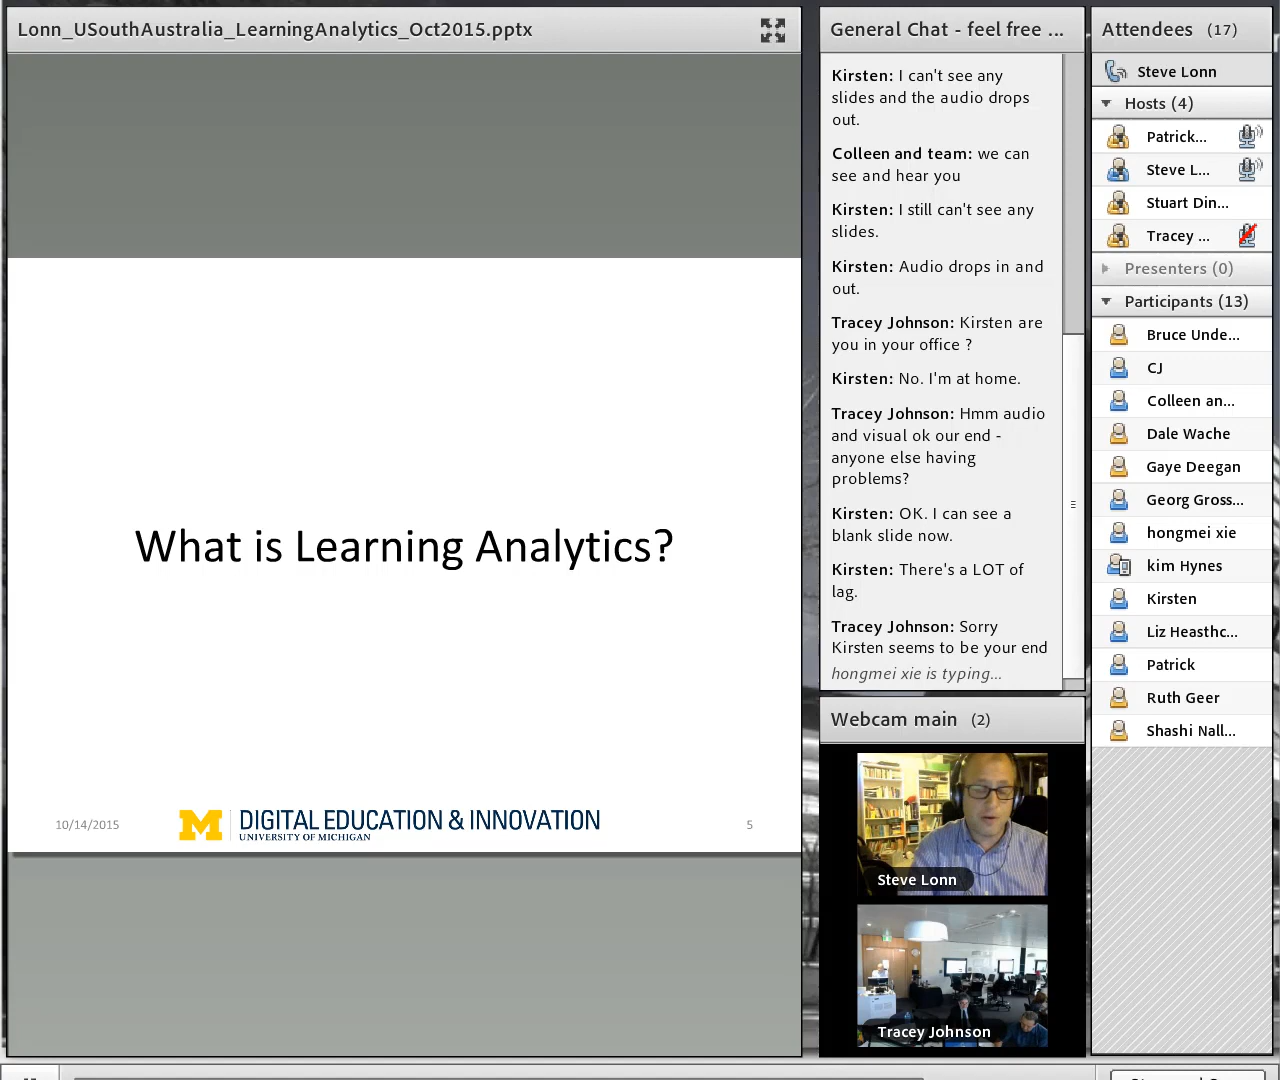 Lonn_USouthAustralia_LearningAnalytics_Oct2015.pptx
What is Learning Analytics?
10/14/2015
M
DIGITAL EDUCATION & INNOVATION
UNIVERSITY OF MICHIGAN
5
General Chat - feel free ...
Kirsten: I can't see any
slides and the audio drops
out.
Colleen and team: we can
see and hear you
Kirsten: I still can't see any
slides.
Kirsten: Audio drops in and
out.
Tracey Johnson: Kirsten are
you in your office ?
Kirsten: No. I'm at home.
Tracey Johnson: Hmm audio
and visual ok our end -
anyone else having
problems?
Kirsten: OK. I can see a
blank slide now.
Kirsten: There's a LOT of
lag.
Tracey Johnson: Sorry
Kirsten seems to be your end
hongmei xie is typing...
Webcam main (2)
Steve Lonn
Tracey Johnson
Attendees (17)
Steve Lonn
Hosts (4)
Patrick...
Steve L...
Stuart Din...
Tracey ...
Presenters (0)
Participants (13)
Bruce Unde...
CJ
Colleen an...
Dale Wache
Gaye Deegan
Georg Gross...
hongmei xie
kim Hynes
Kirsten
Liz Heasthc...
Patrick
Ruth Geer
Shashi Nall...